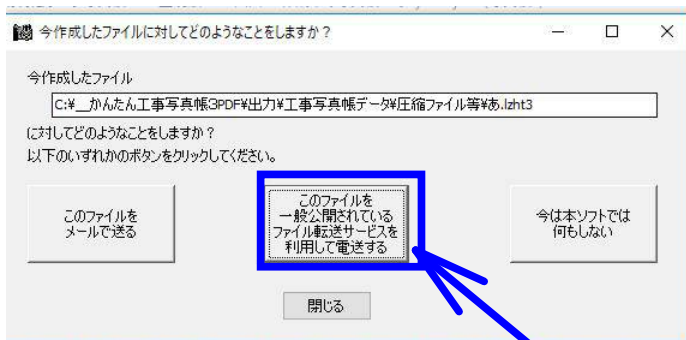 今作成したファイルに対してどのようなことをしますか？
今作成したファイル
C:¥__かんたん工事写真帳3PDF¥出力¥工事写真帳データ¥圧縮ファイル等¥あ.lzht3
に対してどのようなことをしますか？
以下のいずれかのボタンをクリックしてください。
このファイルを
メールで送る
このファイルを
一般公開されている
ファイル転送サービスを
利用して電送する
今は本ソフトでは
何もしない
閉じる